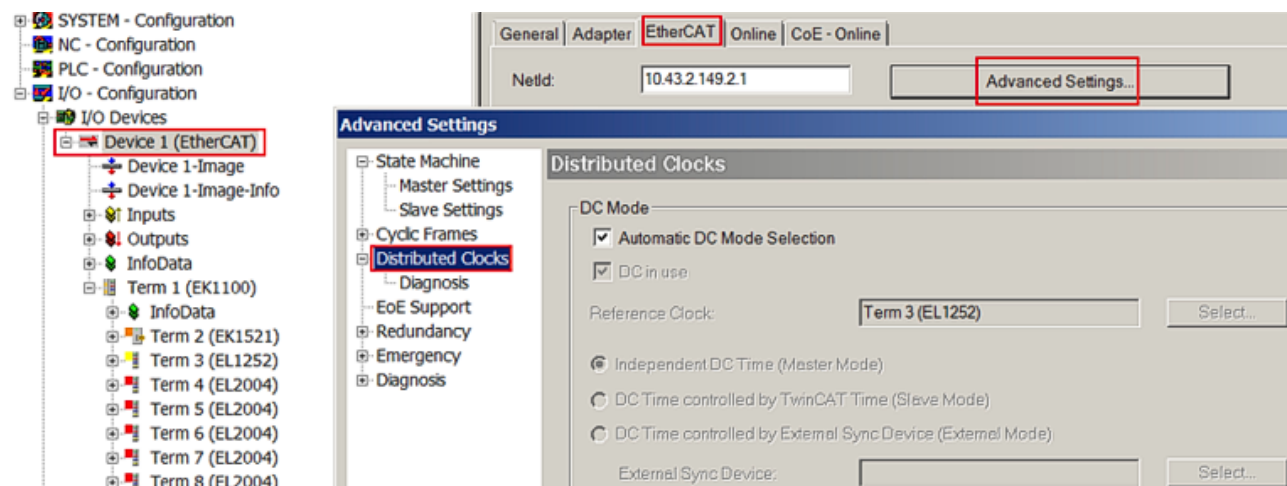 SYSTEM - Configuration
NC - Configuration
PLC - Configuration
I/O - Configuration
I/O Devices
Device 1 (EtherCAT)
Device 1-Image
Device 1-Image-Info
Inputs
Outputs
InfoData
Term 1 (EK1100)
InfoData
Term 2 (EK1521)
Term 3 (EL1252)
Term 4 (EL2004)
Term 5 (EL2004)
Term 6 (EL2004)
Term 7 (EL2004)
Term 8 (EL2004)
General Adapter EtherCAT Online CoE - Online
NetId: 10.43.2.149.2.1 Advanced Settings...
Advanced Settings
State Machine
Master Settings
Slave Settings
Cyclic Frames
Distributed Clocks
Diagnosis
EoE Support
Redundancy
Emergency
Diagnosis
Distributed Clocks
DC Mode
Automatic DC Mode Selection
DC in use
Reference Clock: Term 3 (EL1252) Select...
Independent DC Time (Master Mode)
DC Time controlled by TwinCAT Time (Slave Mode)
DC Time controlled by External Sync Device (External Mode)
External Sync Device: Select...